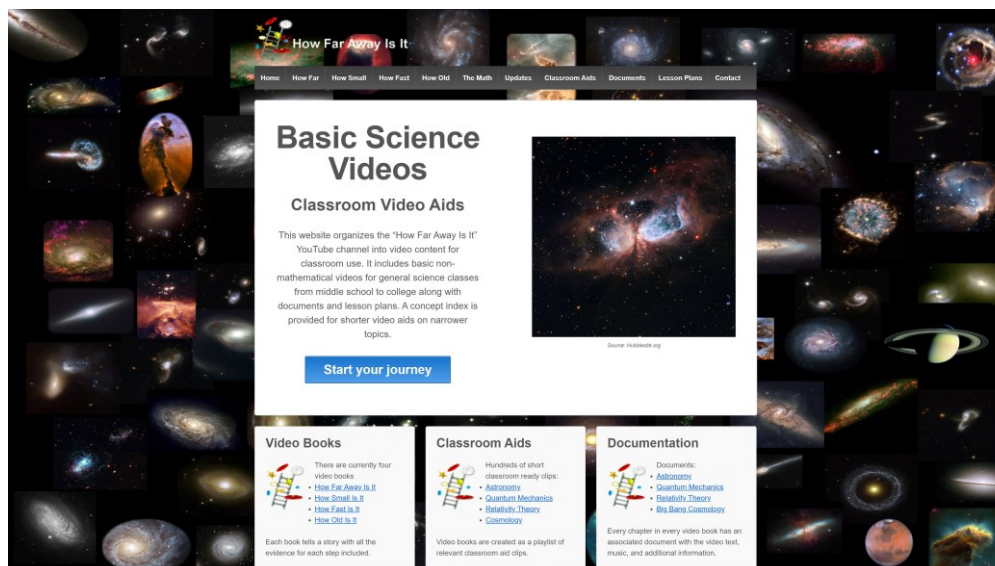 How Far Away Is It
Home How Far How Small How Fast How Old The Math Updates Classroom Aids Documents Lesson Plans Contact
Basic Science
Videos
Classroom Video Aids
This website organizes the “How Far Away Is It”
YouTube channel into video content for
classroom use. It includes basic non-
mathematical videos for general science classes
from middle school to college along with
documents and lesson plans. A concept index is
provided for shorter video aids on narrower
topics.
Start your journey
Source: Hubblesite.org
Video Books
There are currently four
video books
• How Far Away Is It
• How Small Is It
• How Fast Is It
• How Old Is It
Each book tells a story with all the
evidence for each step included.
Classroom Aids
Hundreds of short
classroom ready clips:
• Astronomy
• Quantum Mechanics
• Relativity Theory
• Cosmology
Video books are created as a playlist of
relevant classroom aid clips.
Documentation
Documents:
• Astronomy
• Quantum Mechanics
• Relativity Theory
• Big Bang Cosmology
Every chapter in every video book has an
associated document with the video text,
music, and additional information.